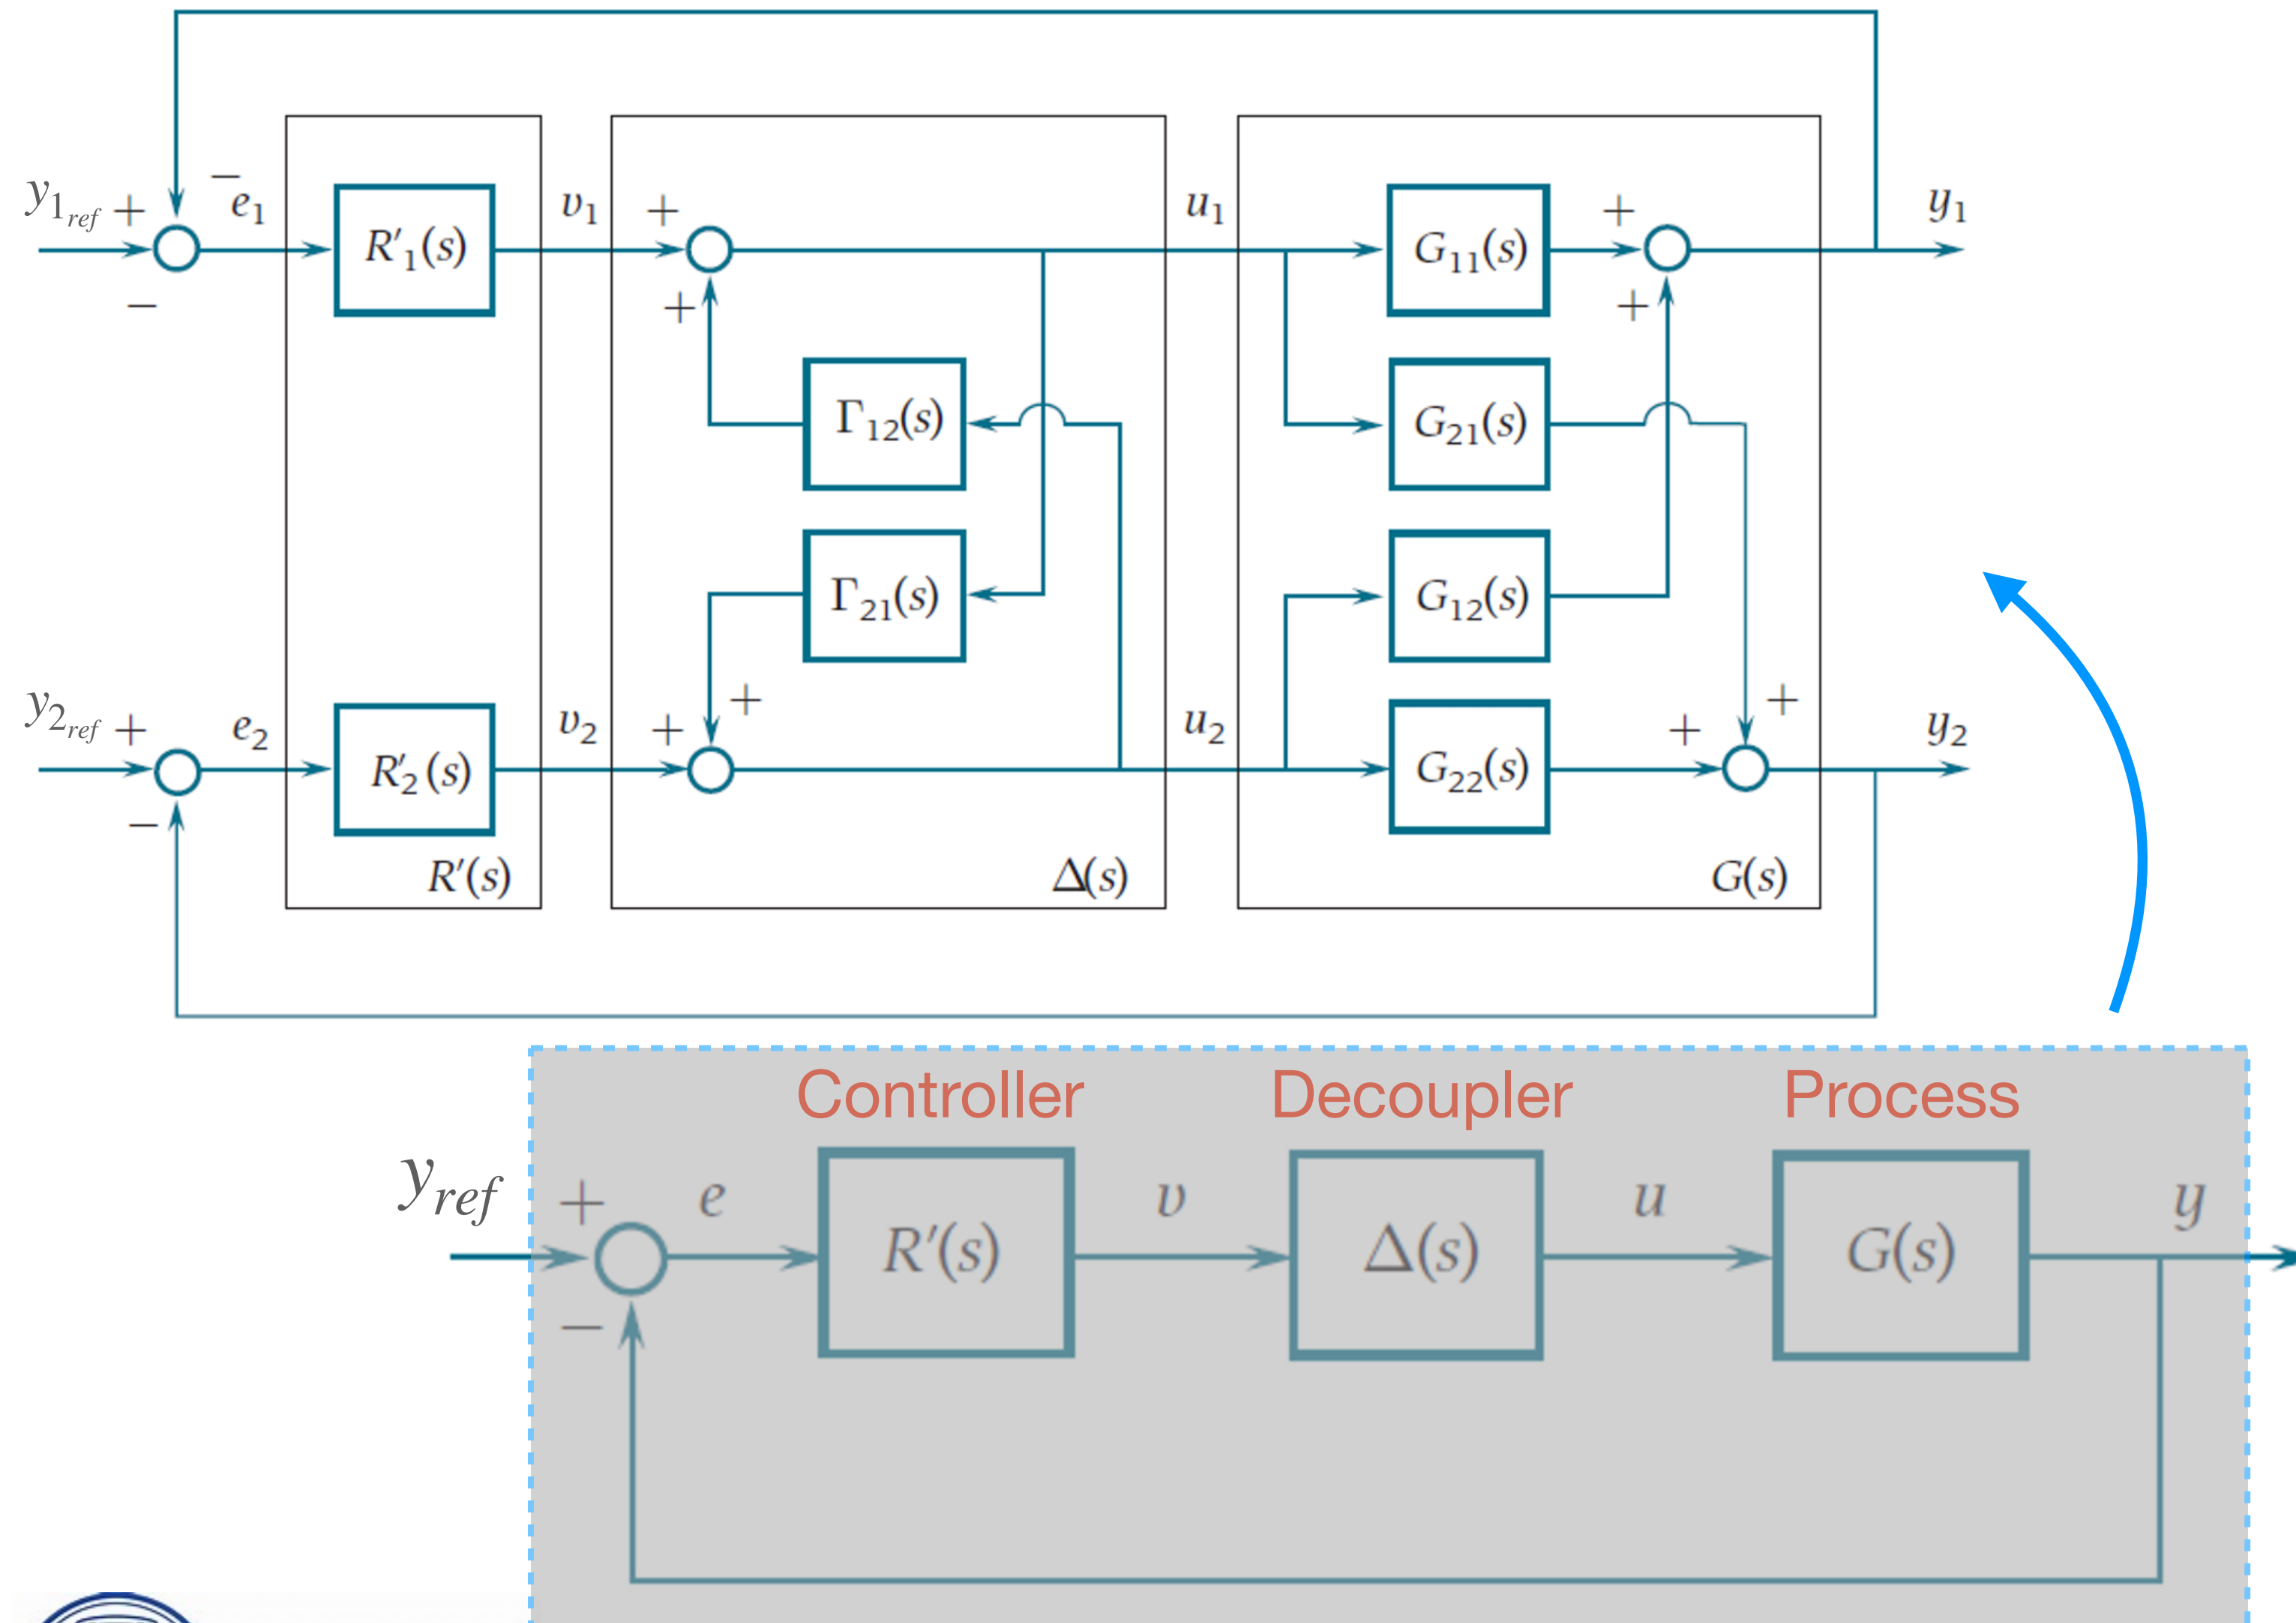 −
y1ref + e1 v1 + u1 + y1
R′1(s) G11(s)
− + +
Γ12(s) G21(s)
Γ21(s) G12(s)
y2ref + e2 v2 + + u2 + + y2
R′2 (s) G22(s)
−
R′(s) Δ(s) G(s)
Controller Decoupler Process
yref + e v u y
R′(s) Δ(s) G(s)
−